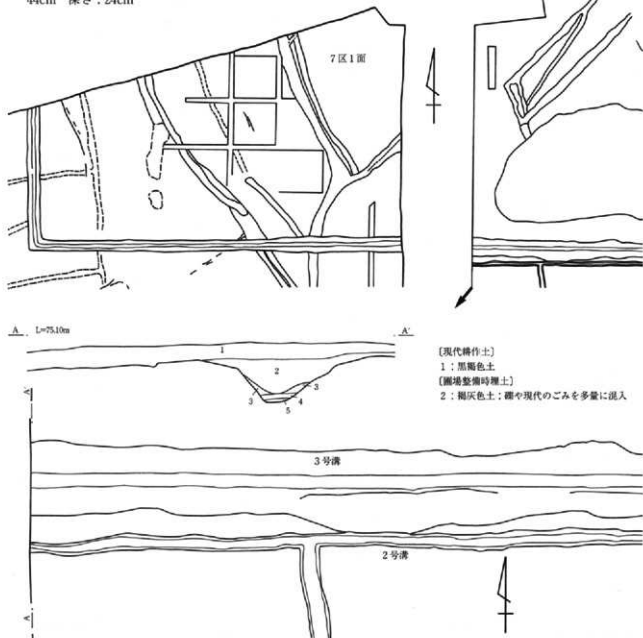 44cm 深さ：24cm
7区1面
A L=75.10m A'
1
2
3
3
4
5
［現代耕作土］
1：黒褐色土
［圃場整備時埋土］
2：褐灰色土；礫や現代のごみを多量に混入
A'
3号溝
2号溝
A